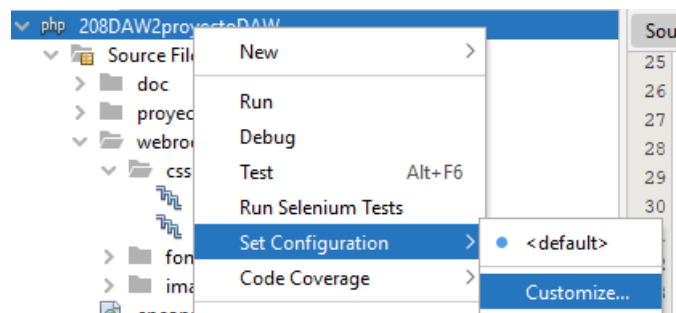 php 208DAW2proyectoDAW
Source File
doc
proyec
webroo
css
fon
ima
New
Run
Debug
Test Alt+F6
Run Selenium Tests
Set Configuration
Code Coverage
<default>
Customize...
Sou
25
26
27
28
29
30